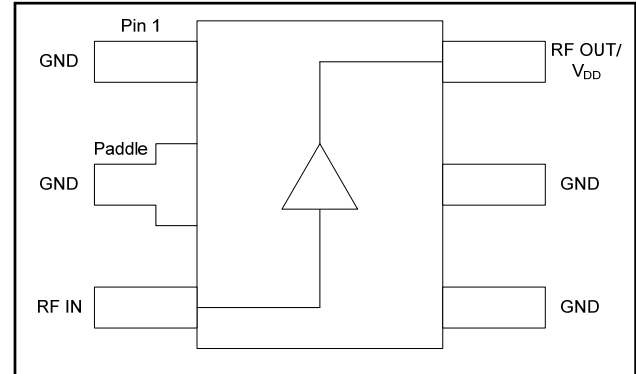 Pin 1
GND
RF OUT/
VDD
Paddle
GND
GND
RF IN
GND